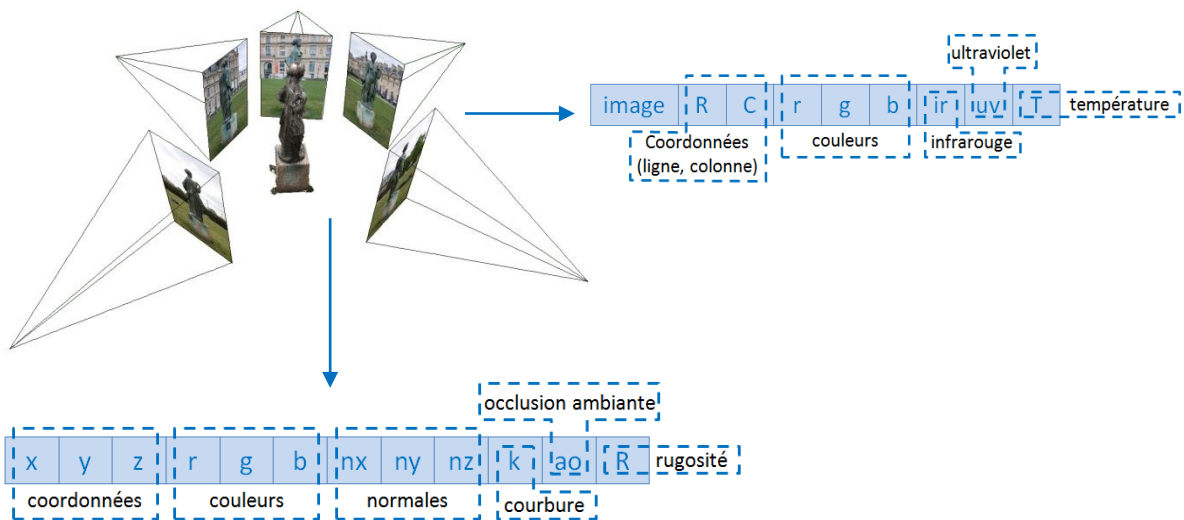 ultraviolet
image R C r g b ir uv T température
Coordonnées
(ligne, colonne)
couleurs
infrarouge
occlusion ambiante
x y z r g b nx ny nz k ao R rugosité
coordonnées
couleurs
normales
courbure